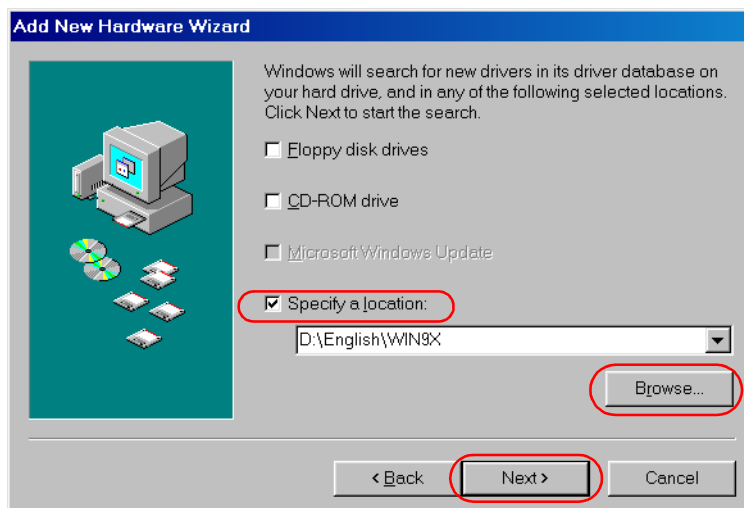 Add New Hardware Wizard
Windows will search for new drivers in its driver database on
your hard drive, and in any of the following selected locations.
Click Next to start the search.
Floppy disk drives
CD-ROM drive
Microsoft Windows Update
Specify a location:
D:\English\WIN9X
Browse...
< Back
Next >
Cancel